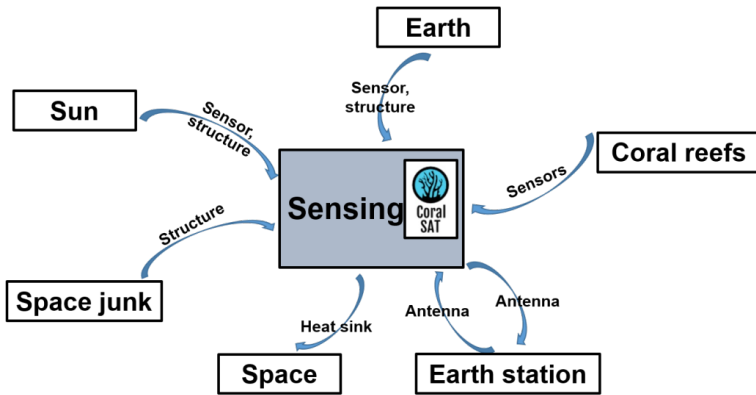 Earth
Sun
Sensor,
structure
Sensor,
structure
Coral reefs
Sensing
Coral
SAT
Sensors
Structure
Space junk
Heat sink
Antenna
Antenna
Space
Earth station